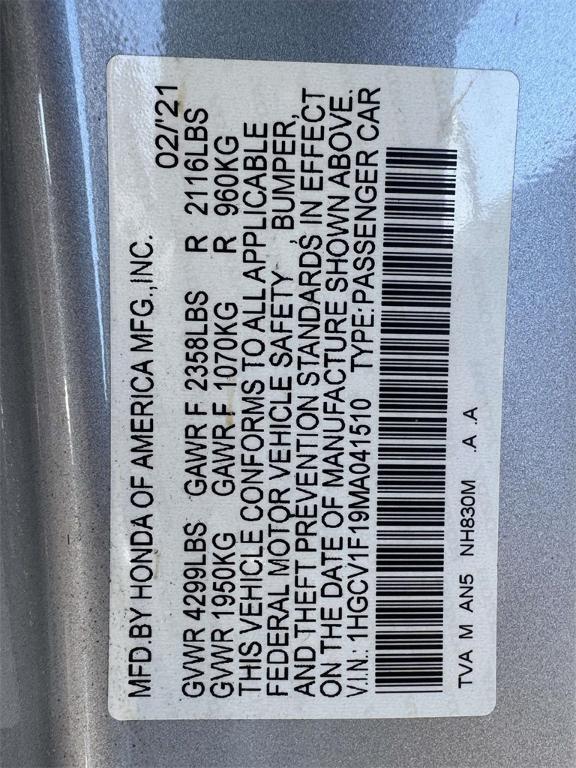 MFD.BY HONDA OF AMERICA MFG.,INC. 02/'21
GVWR 4299LBS GAWR F 2358LBS R 2116LBS
GVWR 1950KG GAWR F 1070KG R 960KG
THIS VEHICLE CONFORMS TO ALL APPLICABLE
FEDERAL MOTOR VEHICLE SAFETY , BUMPER,
AND THEFT PREVENTION STANDARDS IN EFFECT
ON THE DATE OF MANUFACTURE SHOWN ABOVE.
V.I.N.: 1HGCV1F19MA041510 TYPE:PASSENGER CAR
TVA M AN5 NH830M .A .A